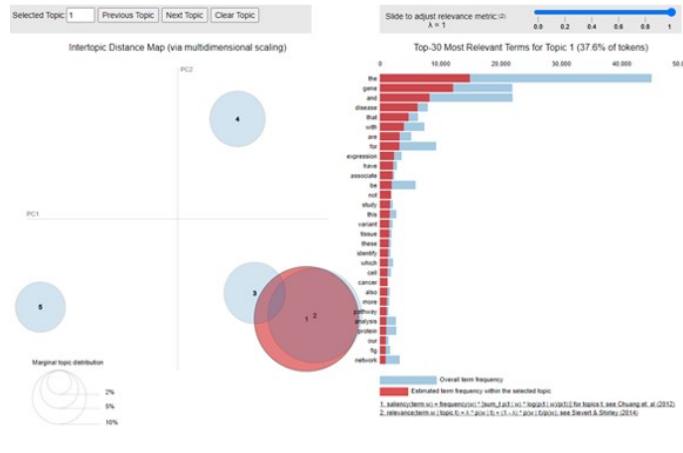 Selected Topic: 1 Previous Topic Next Topic Clear Topic
Slide to adjust relevance metric:(2)
λ = 1
0.0 0.2 0.4 0.6 0.8 1
Intertopic Distance Map (via multidimensional scaling)
PC2
PC1
4
3
1 2
5
Marginal topic distribution
2%
5%
10%
Top-30 Most Relevant Terms for Topic 1 (37.6% of tokens)
0 10,000 20,000 30,000 40,000 50,00
the
gene
and
disease
that
with
are
for
expression
have
associate
be
not
study
this
variant
tissue
these
identify
which
cell
cancer
also
more
pathway
analysis
protein
our
fig
network
Overall term frequency
Estimated term frequency within the selected topic
1. saliency(term w) = frequency(w) * [sum_t p(t | w) * log(p(t | w)/p(t))] for topics t; see Chuang et. al (2012)
2. relevance(term w | topic t) = λ * p(w | t) + (1 - λ) * p(w | t)/p(w); see Sievert & Shirley (2014)